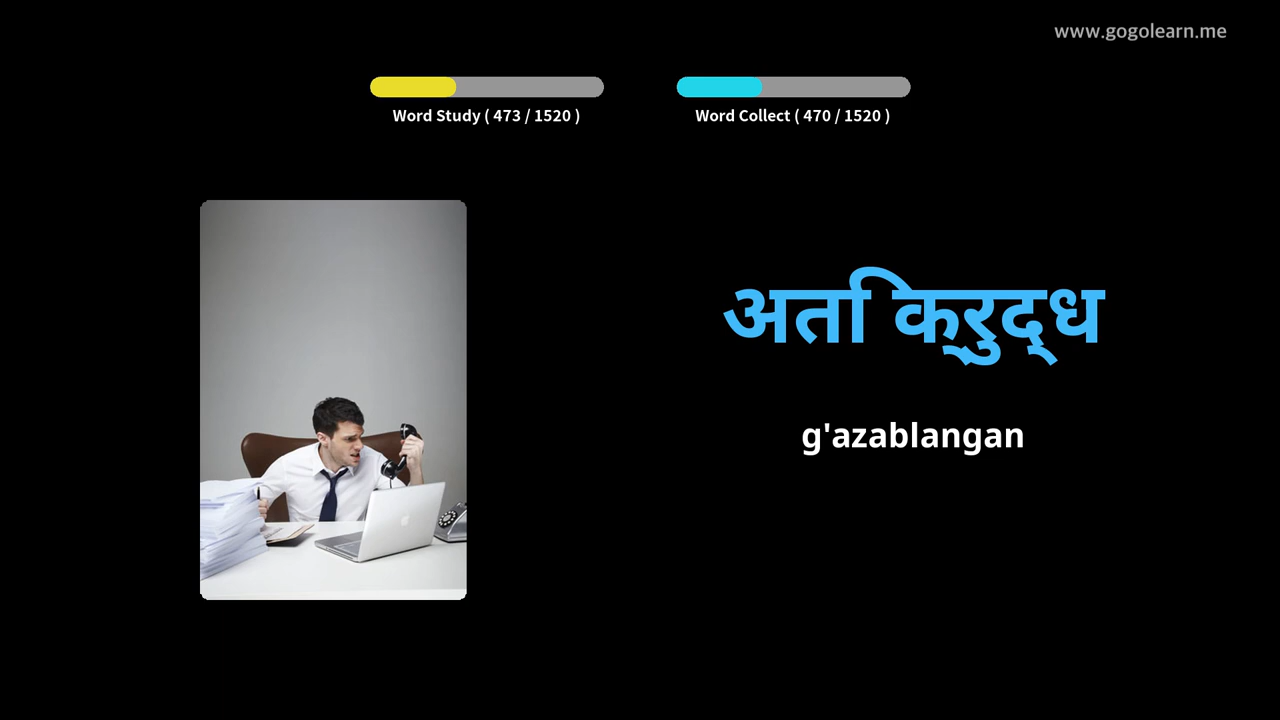 www.gogolearn.me
Word Study ( 473 / 1520 )
Word Collect ( 470 / 1520 )
अति क्रुद्ध
g'azablangan